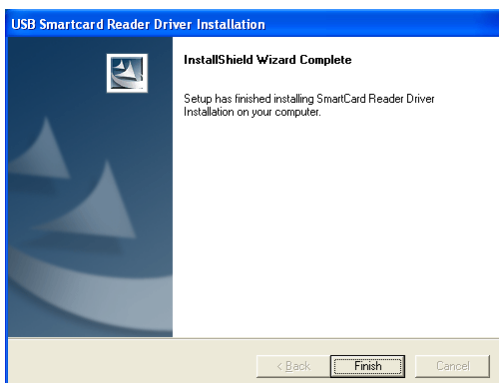 USB Smartcard Reader Driver Installation
InstallShield Wizard Complete
Setup has finished installing SmartCard Reader Driver
Installation on your computer.
< Back
Finish
Cancel